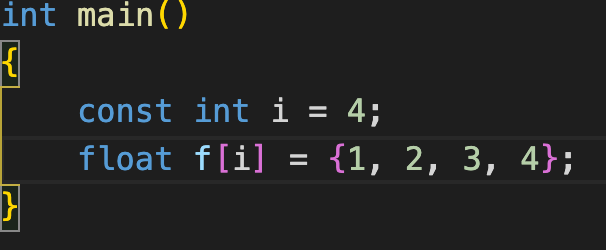 int main()
{
    const int i = 4;
    float f[i] = {1, 2, 3, 4};
}